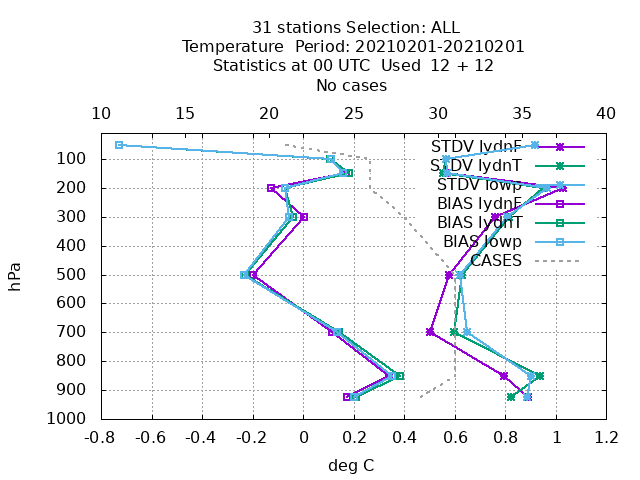 31 stations Selection: ALL
Temperature  Period: 20210201-20210201
Statistics at 00 UTC  Used  12 + 12
No cases
10 15 20 25 30 35 40
STDV lydnF
STDV lydnT
STDV lowp
BIAS lydnF
BIAS lydnT
BIAS lowp
CASES
hPa
100
200
300
400
500
600
700
800
900
1000
-0.8 -0.6 -0.4 -0.2 0 0.2 0.4 0.6 0.8 1 1.2
deg C